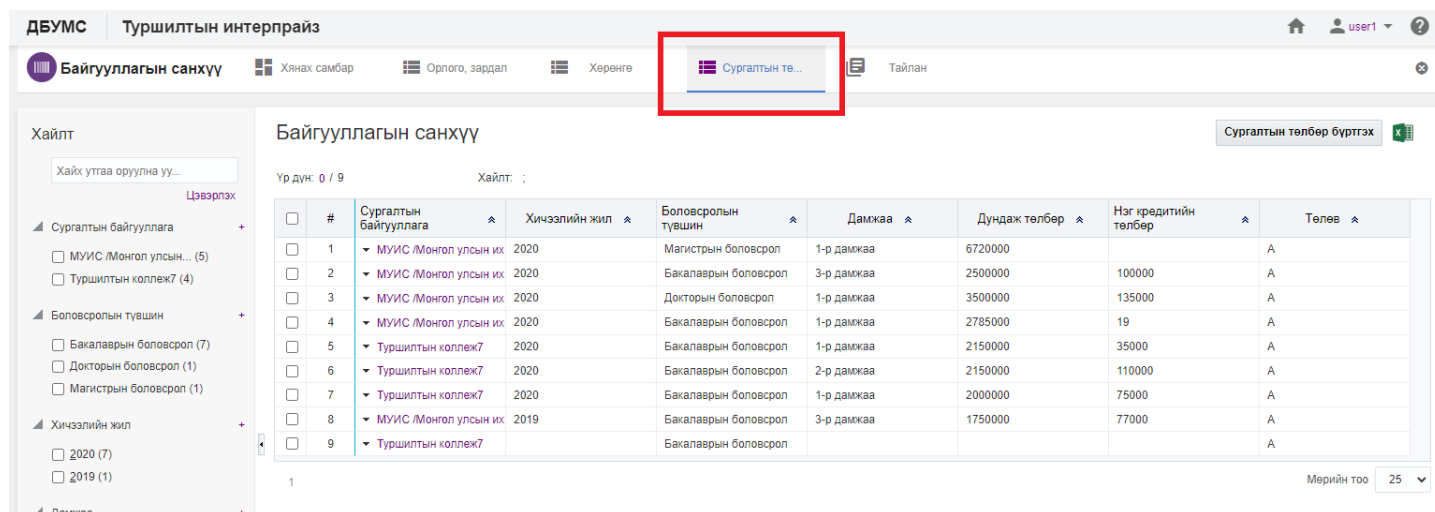 ДБУМС Туршилтын интерпрайз user1
Байгууллагын санхүү Хянах самбар Орлого, зардал Хөрөнгө Сургалтын тө... Тайлан
Хайлт
Хайх утгаа оруулна уу...
Цэвэрлэх
Сургалтын байгууллага +
МУИС /Монгол улсын... (5)
Туршилтын коллеж7 (4)
Боловсролын түвшин +
Бакалаврын боловсрол (7)
Докторын боловсрол (1)
Магистрын боловсрол (1)
Хичээлийн жил +
2020 (7)
2019 (1)
Байгууллагын санхүү Сургалтын төлбөр бүртгэх
Үр дүн: 0 / 9 Хайлт: ;
# Сургалтын байгууллага Хичээлийн жил Боловсролын түвшин Дамжаа Дундаж төлбөр Нэг кредитийн төлбөр Төлөв
1 МУИС /Монгол улсын их 2020 Магистрын боловсрол 1-р дамжаа 6720000 A
2 МУИС /Монгол улсын их 2020 Бакалаврын боловсрол 3-р дамжаа 2500000 100000 A
3 МУИС /Монгол улсын их 2020 Докторын боловсрол 1-р дамжаа 3500000 135000 A
4 МУИС /Монгол улсын их 2020 Бакалаврын боловсрол 1-р дамжаа 2785000 19 A
5 Туршилтын коллеж7 2020 Бакалаврын боловсрол 1-р дамжаа 2150000 35000 A
6 Туршилтын коллеж7 2020 Бакалаврын боловсрол 2-р дамжаа 2150000 110000 A
7 Туршилтын коллеж7 2020 Бакалаврын боловсрол 1-р дамжаа 2000000 75000 A
8 МУИС /Монгол улсын их 2019 Бакалаврын боловсрол 3-р дамжаа 1750000 77000 A
9 Туршилтын коллеж7 Бакалаврын боловсрол A
1 Мөрийн тоо 25